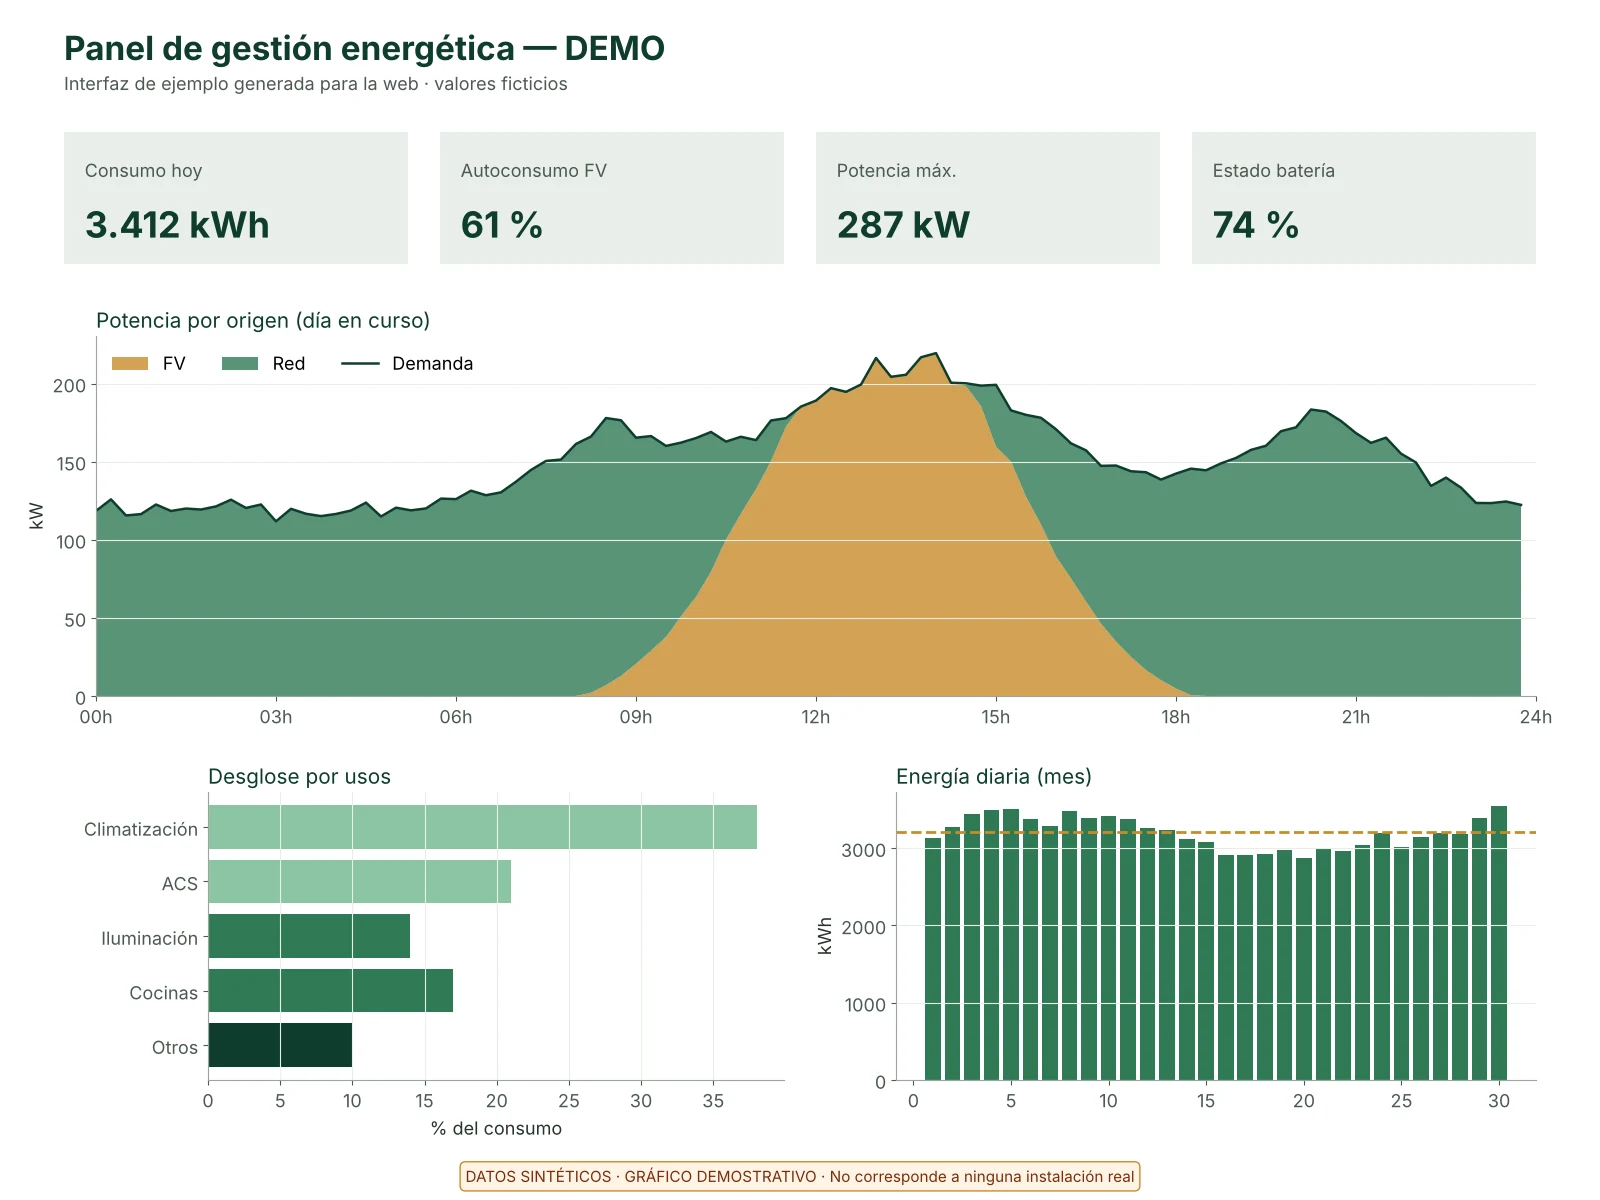 Panel de gestión energética — DEMO
Interfaz de ejemplo generada para la web · valores ficticios
Consumo hoy
3.412 kWh
Autoconsumo FV
61 %
Potencia máx.
287 kW
Estado batería
74 %
Potencia por origen (día en curso)
FV Red Demanda
kW
200
150
100
50
0
00h 03h 06h 09h 12h 15h 18h 21h 24h
Desglose por usos
Climatización
ACS
Iluminación
Cocinas
Otros
0 5 10 15 20 25 30 35
% del consumo
Energía diaria (mes)
kWh
3000
2000
1000
0
0 5 10 15 20 25 30
DATOS SINTÉTICOS · GRÁFICO DEMOSTRATIVO · No corresponde a ninguna instalación real